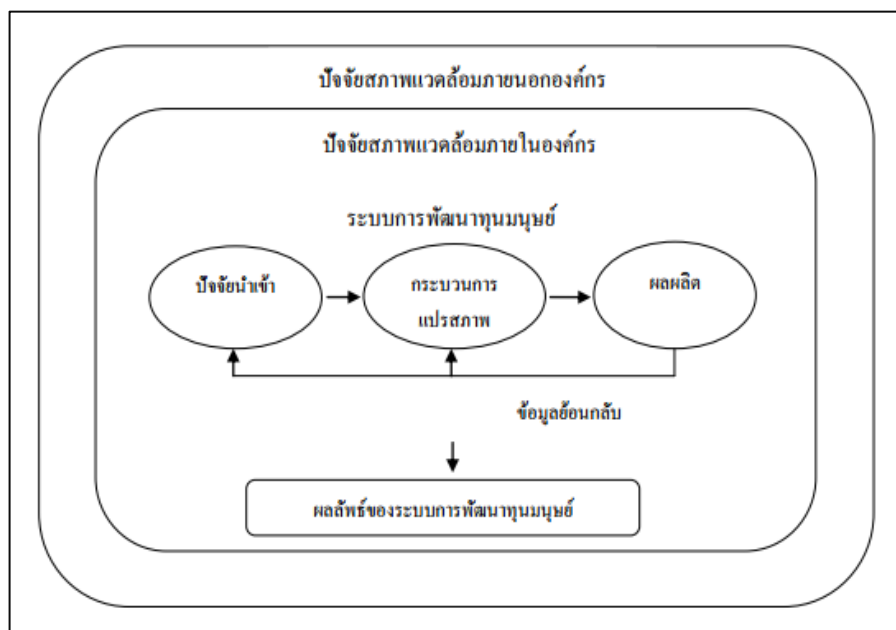 ปัจจัยสภาพแวดล้อมภายนอกองค์กร
ปัจจัยสภาพแวดล้อมภายในองค์กร
ระบบการพัฒนาทุนมนุษย์
ปัจจัยนำเข้า
กระบวนการ
แปรสภาพ
ผลผลิต
ข้อมูลย้อนกลับ
ผลลัพธ์ของระบบการพัฒนาทุนมนุษย์